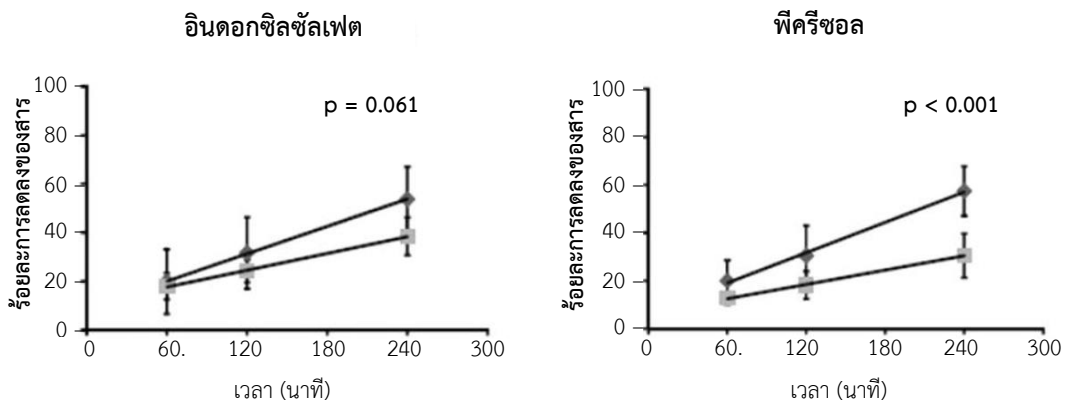 อินดอกซิลซัลเฟต
ร้อยละการลดลงของสาร
100
80
60
40
20
0
p = 0.061
0 60. 120 180 240 300
เวลา (นาที)
พีครีซอล
ร้อยละการลดลงของสาร
100
80
60
40
20
0
p < 0.001
0 60. 120 180 240 300
เวลา (นาที)